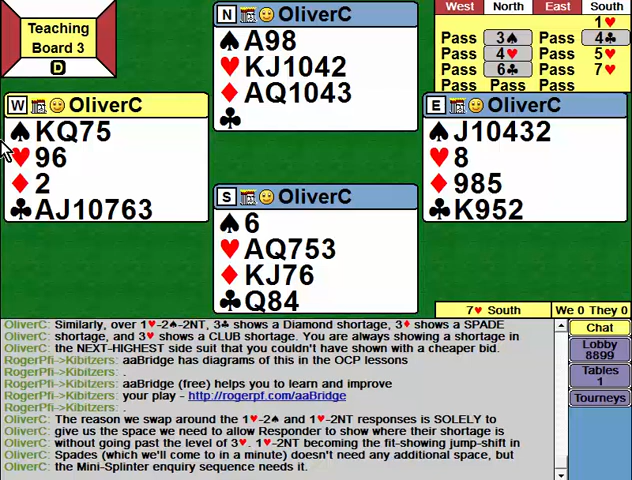 Teaching
Board 3
D
N OliverC
♠ A98
♥ KJ1042
♦ AQ1043
♣
West North East South
1♥
Pass 3♠ Pass 4♣
Pass 4♥ Pass 5♥
Pass 6♣ Pass 7♥
Pass Pass Pass
W OliverC
♠ KQ75
♥ 96
♦ 2
♣ AJ10763
E OliverC
♠ J10432
♥ 8
♦ 985
♣ K952
S OliverC
♠ 6
♥ AQ753
♦ KJ76
♣ Q84
7♥ South We 0 They 0
OliverC: Similarly, over 1♥-2♠-2NT, 3♣ shows a Diamond shortage, 3♦ shows a SPADE
shortage, and 3♥ shows a CLUB shortage. You are always showing a shortage in
the NEXT-HIGHEST side suit that you couldn't have shown with a cheaper bid.
RogerPfi->Kibitzers: aaBridge has diagrams of this in the OCP lessons
RogerPfi->Kibitzers: .
RogerPfi->Kibitzers: aaBridge (free) helps you to learn and improve
RogerPfi->Kibitzers: your play - http://rogerpf.com/aaBridge
RogerPfi->Kibitzers: .
OliverC: The reason we swap around the 1♥-2♠ and 1♥-2NT responses is SOLELY to
give us the space we need to allow Responder to show where their shortage is
without going past the level of 3♥. 1♥-2NT becoming the fit-showing jump-shift in
Spades (which we'll come to in a minute) doesn't need any additional space, but
OliverC: the Mini-Splinter enquiry sequence needs it.
Chat
Lobby
8899
Tables
1
Tourneys